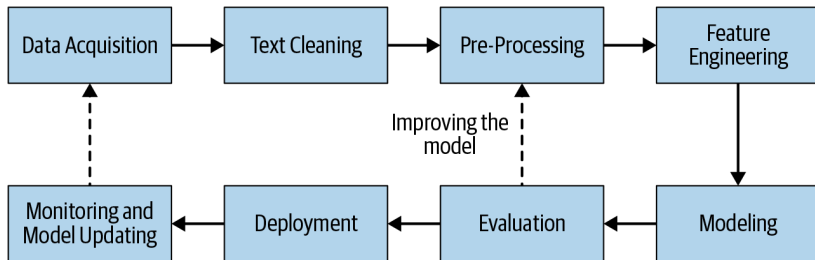 Data Acquisition
Text Cleaning
Pre-Processing
Feature
Engineering
Improving the
model
Monitoring and
Model Updating
Deployment
Evaluation
Modeling